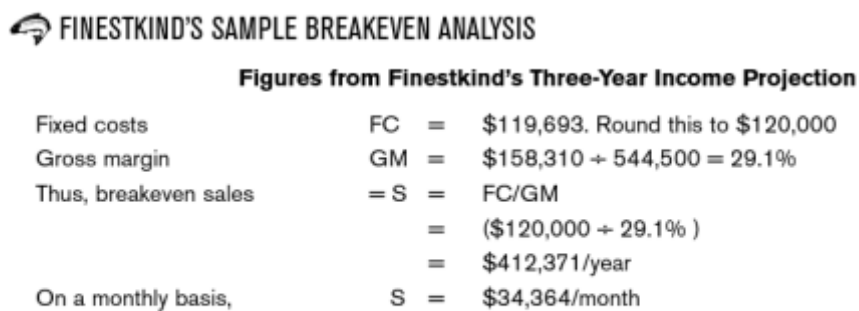 FINESTKIND'S SAMPLE BREAKEVEN ANALYSIS
Figures from Finestkind's Three-Year Income Projection
Fixed costs FC = $119,693. Round this to $120,000
Gross margin GM = $158,310 ÷ 544,500 = 29.1%
Thus, breakeven sales = S = FC/GM
= ($120,000 ÷ 29.1% )
= $412,371/year
On a monthly basis, S = $34,364/month